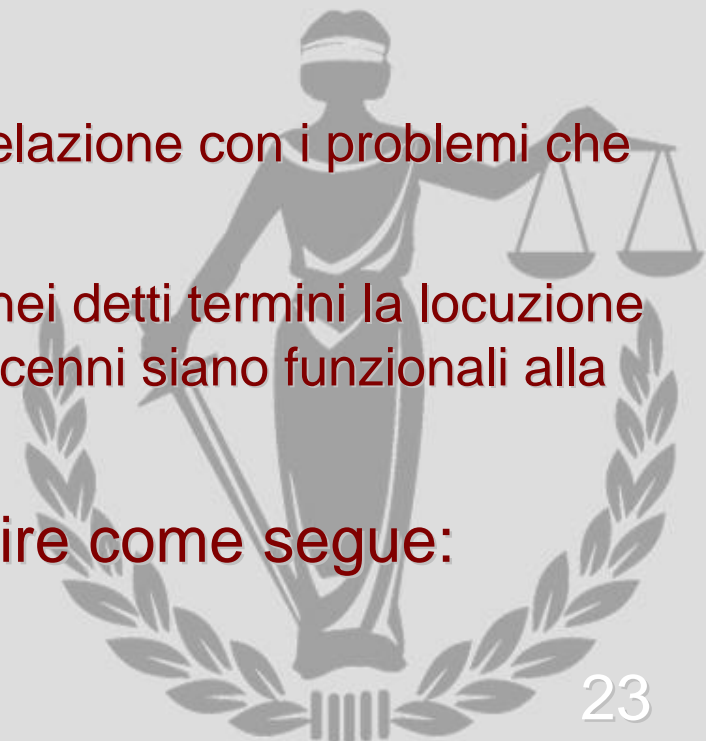 elazione con i problemi che
nei detti termini la locuzione
cenni siano funzionali alla
ire come segue:
23